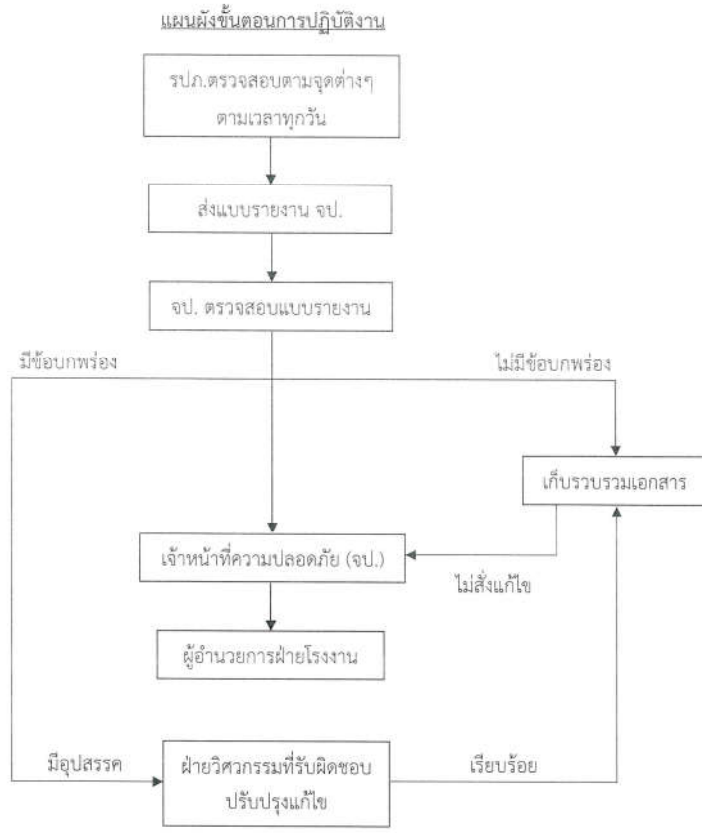 แผนผังขั้นตอนการปฏิบัติงาน
รปภ.ตรวจสอบตามจุดต่างๆ
ตามเวลาทุกวัน
ส่งแบบรายงาน จป.
จป. ตรวจสอบแบบรายงาน
มีข้อบกพร่อง
ไม่มีข้อบกพร่อง
เก็บรวบรวมเอกสาร
เจ้าหน้าที่ความปลอดภัย (จป.)
ไม่สั่งแก้ไข
ผู้อำนวยการฝ่ายโรงงาน
มีอุปสรรค
ฝ่ายวิศวกรรมที่รับผิดชอบ
ปรับปรุงแก้ไข
เรียบร้อย